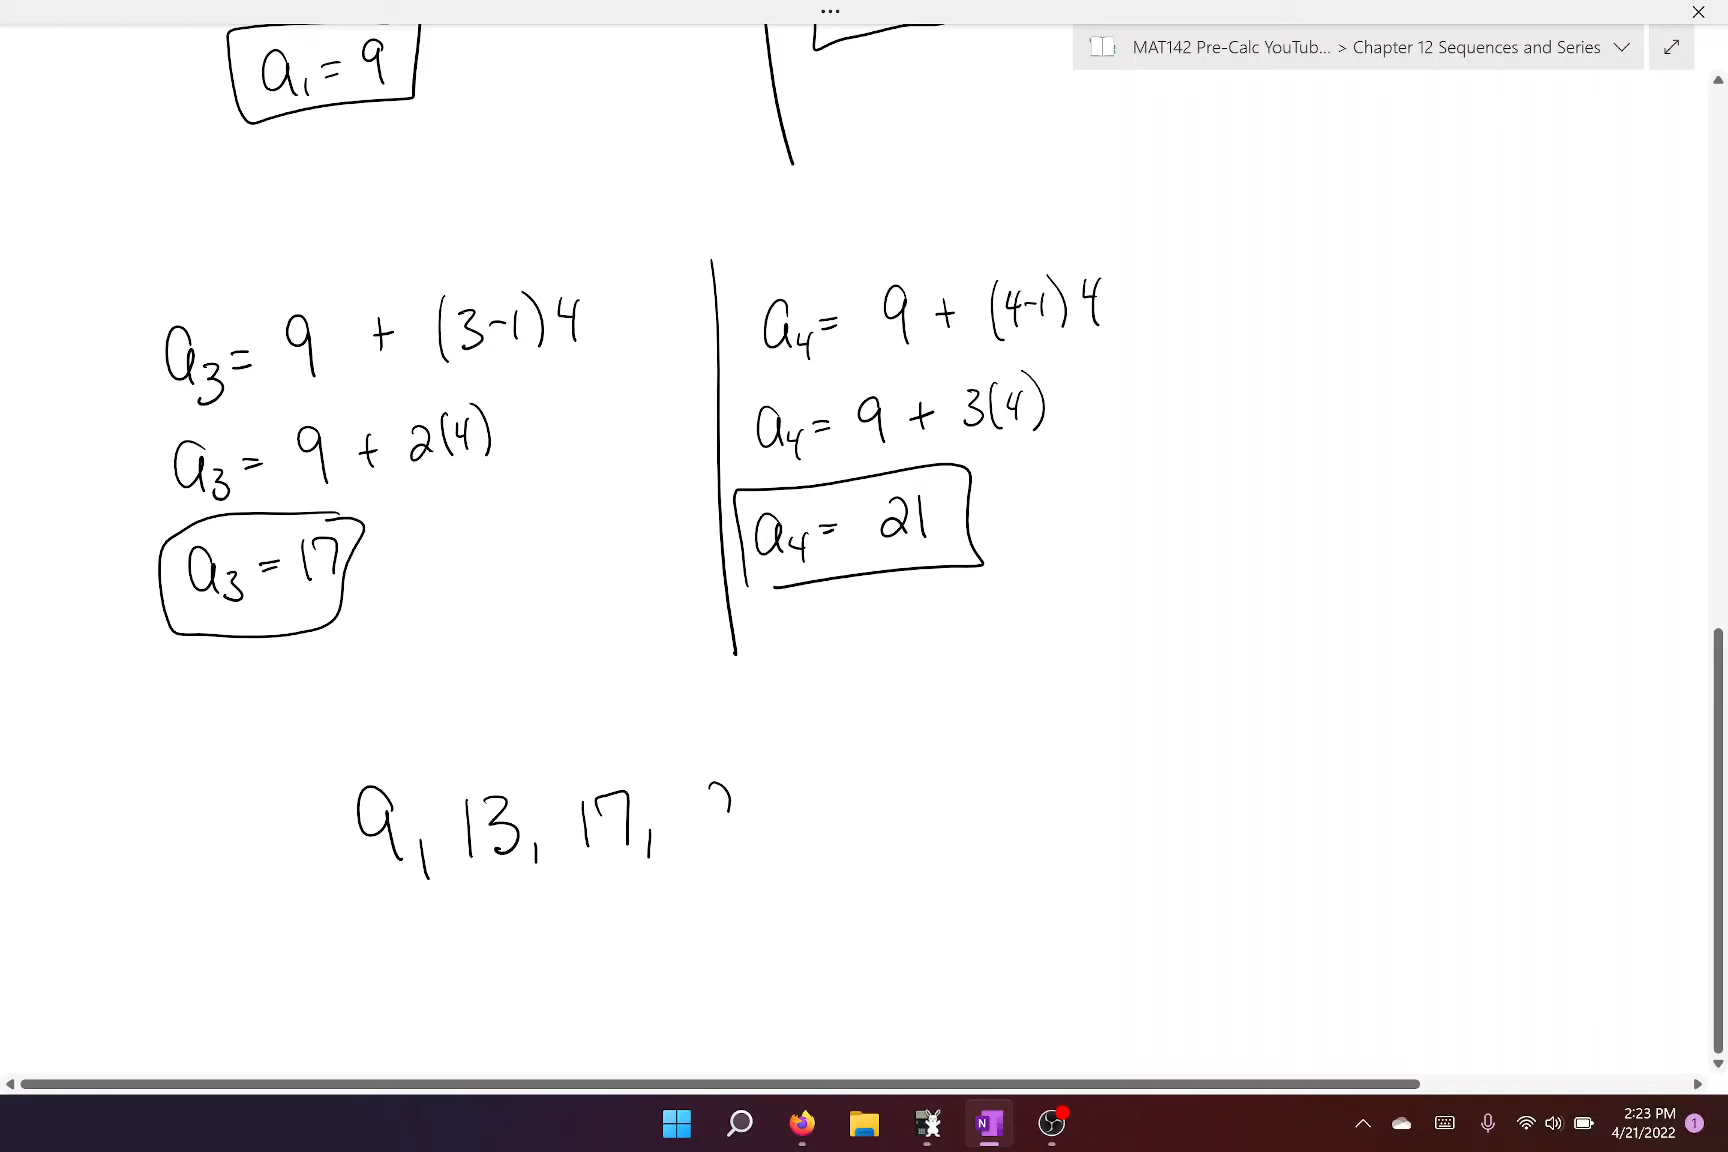 MAT142 Pre-Calc YouTub... > Chapter 12 Sequences and Series
a₁ = 9
a₃ = 9 + (3-1)4
a₃ = 9 + 2(4)
a₃ = 17
a₄ = 9 + (4-1)4
a₄ = 9 + 3(4)
a₄ = 21
9, 13, 17,
2:23 PM
4/21/2022
1